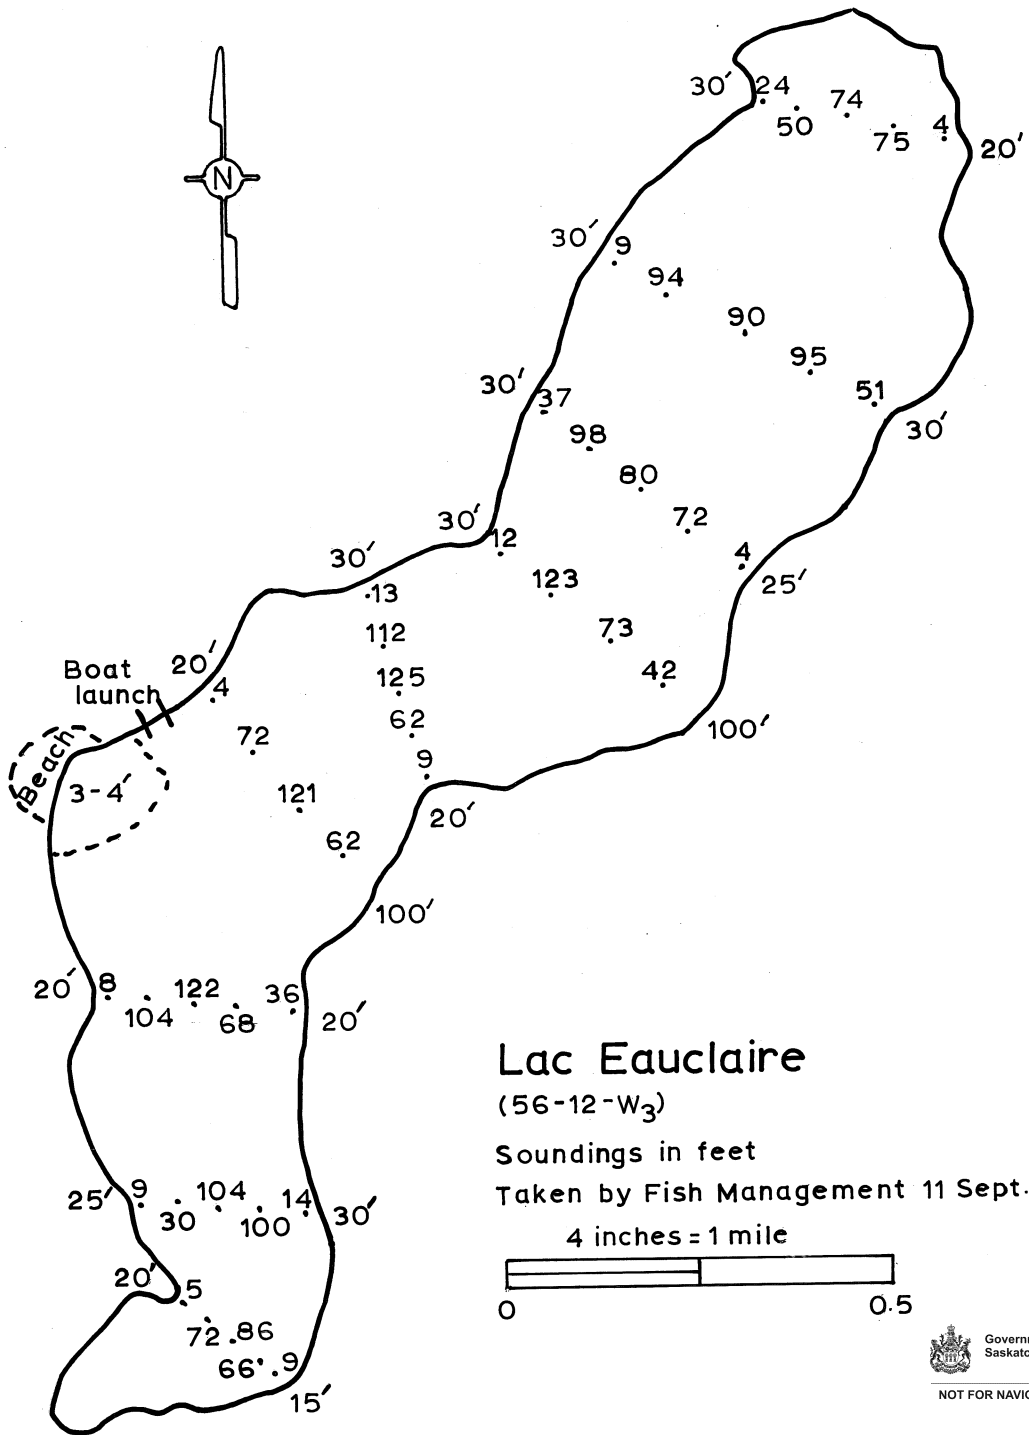 30' 24 74
50 75 4 20'
30' 9
94
90
95
51
30' 37 30'
98
80
72
30' 12 4
30' 13 123 25'
112 73
Boat 20' 125 42
launch 4
62 100'
72
Beach 9
3-4' 121 20'
62
100'
20' 8 122 36
104 68 20'
Lac Eauclaire
(56-12-W3)
Soundings in feet
Taken by Fish Management 11 Sept.
25' 9 104 14 30'
30 100
4 inches = 1 mile
20' 5
0 0.5
72 86
66 9
15'
Govern
Saskatc
NOT FOR NAVIG
N